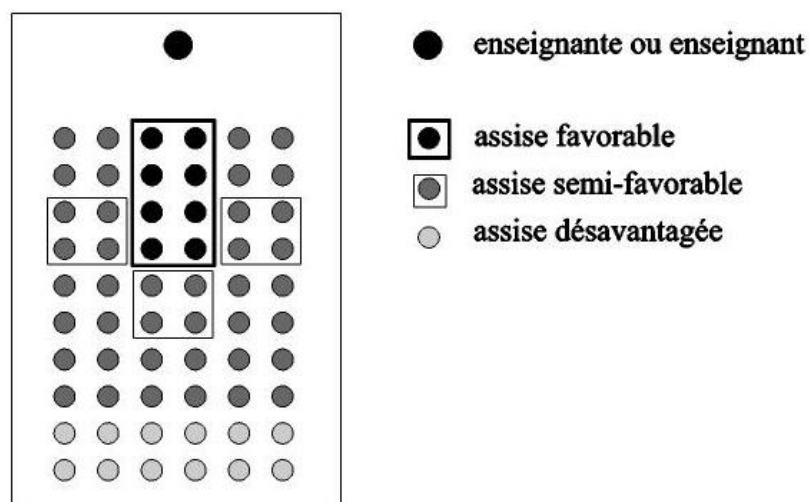 enseignante ou enseignant
assise favorable
assise semi-favorable
assise désavantagée